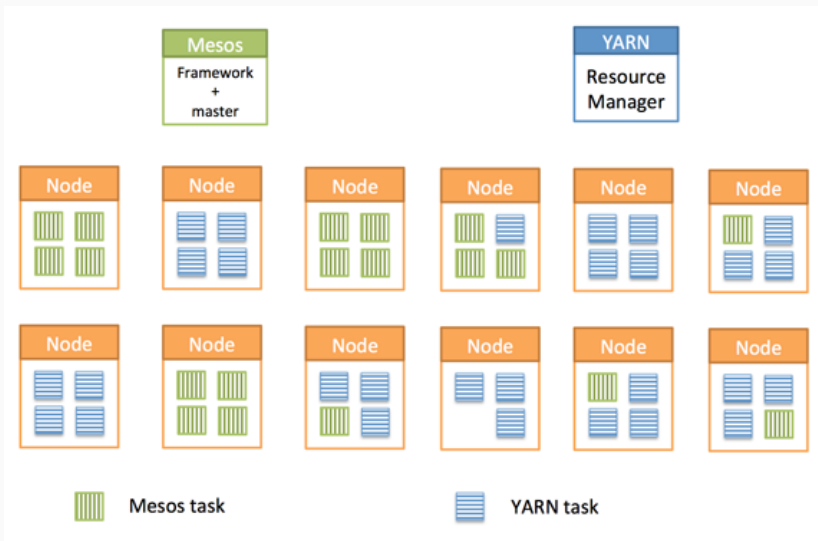 Mesos
Framework
+
master
YARN
Resource
Manager
Node
Node
Node
Node
Node
Node
Node
Node
Node
Node
Node
Node
Mesos task
YARN task